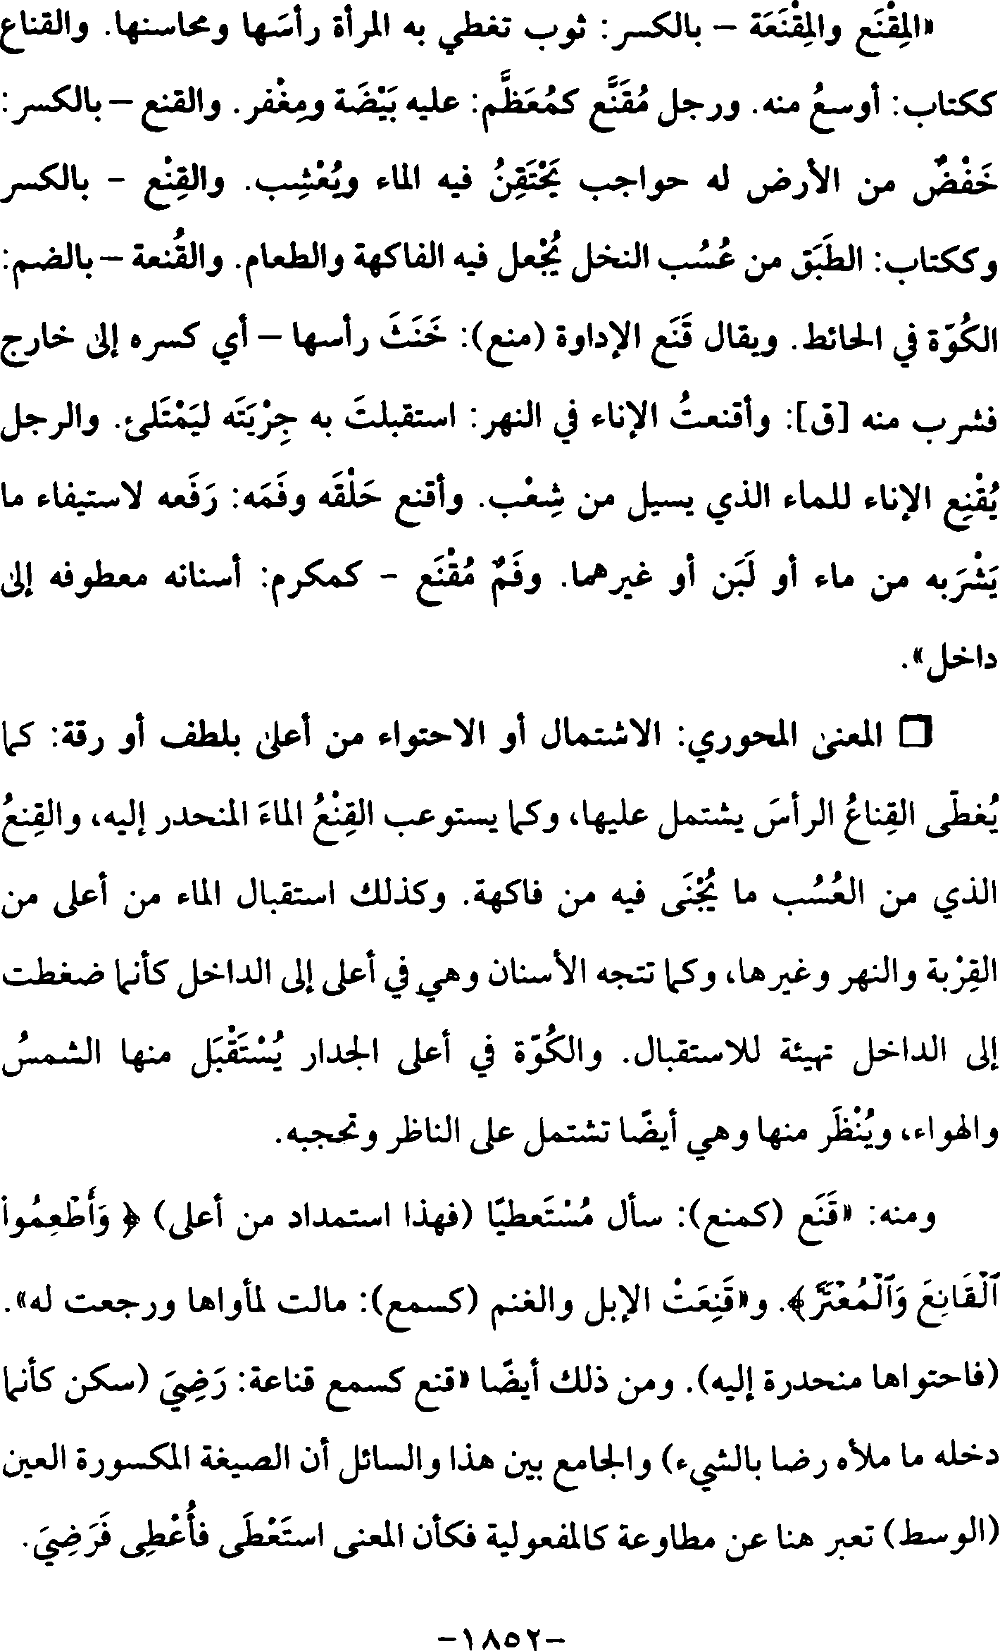 «المِقْنَع والمِقْنَعَة – بالكسر: ثوب تغطي به المرأة رأسَها ومحاسنها. والقناع
ككتاب: أوسعُ منه. ورجل مُقَنَّع كمُعَظَّم: عليه بَيْضَة ومِغْفر. والقنع – بالكسر:
خَفْضٌ من الأرض له حواجب يَحْتَقِنُ فيه الماء ويُعْشِب. والقِنْع – بالكسر
وككتاب: الطَبَق من عُسُب النخل يُجْعل فيه الفاكهة والطعام. والقُنعة – بالضم:
الكُوّة في الحائط. ويقال قَنَع الإداوة (منع): خَنَثَ رأسها – أي كسره إلى خارج
فشرب منه [ق]: وأقنعتُ الإناء في النهر: استقبلتَ به جِرْيَتَه ليَمْتَلئ. والرجل
يُقْنِع الإناء للماء الذي يسيل من شِعْب. وأقنع حَلْقَه وفَمَه: رَفَعه لاستيفاء ما
يَشْرَبه من ماء أو لَبَن أو غيرهما. وفَمٌ مُقْنَع – كمكرم: أسنانه معطوفه إلى
داخل».
❒ المعنى المحوري: الاشتمال أو الاحتواء من أعلى بلطف أو رقة: كما
يُغطّى القِناعُ الرأسَ يشتمل عليها، وكما يستوعب القِنْعُ الماءَ المنحدر إليه، والقِنعُ
الذي من العُسُب ما يُجْنَى فيه من فاكهة. وكذلك استقبال الماء من أعلى من
القِرْبة والنهر وغيرها، وكما تتجه الأسنان وهي في أعلى إلى الداخل كأنما ضغطت
إلى الداخل تهيئة للاستقبال. والكُوّة في أعلى الجدار يُسْتَقْبَل منها الشمسُ
والهواء، ويُنْظَر منها وهي أيضًا تشتمل على الناظر وتحجبه.
ومنه: «قَنَع (كمنع): سأل مُسْتَعطيًا (فهذا استمداد من أعلى) ﴿ وَأَطْعِمُواْ
ٱلْقَانِعَ وَٱلْمُعْتَرَّ﴾. و«قَنِعَتْ الإبل والغنم (كسمع): مالت لمأواها ورجعت له».
(فاحتواها منحدرة إليه). ومن ذلك أيضًا «قنع كسمع قناعة: رَضِيَ (سكن كأنما
دخله ما ملأه رضا بالشيء) والجامع بين هذا والسائل أن الصيغة المكسورة العين
(الوسط) تعبر هنا عن مطاوعة كالمفعولية فكأن المعنى استَعْطَى فأُعْطِى فَرَضِيَ.
–١٨٥٢–